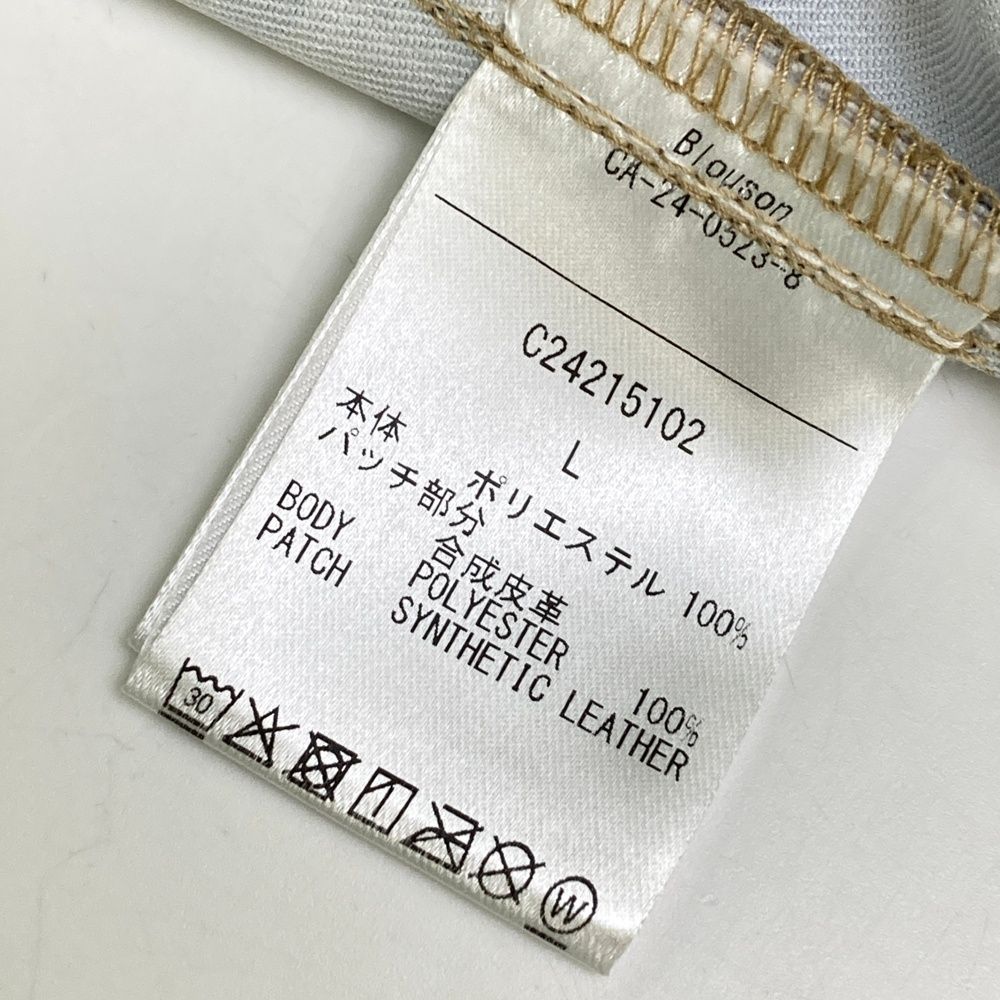 Blouson
CA-24-0523-8
C24215102
L
本体 ポリエステル 100%
パッチ部分 合成皮革
BODY POLYESTER 100%
PATCH SYNTHETIC LEATHER
30
W